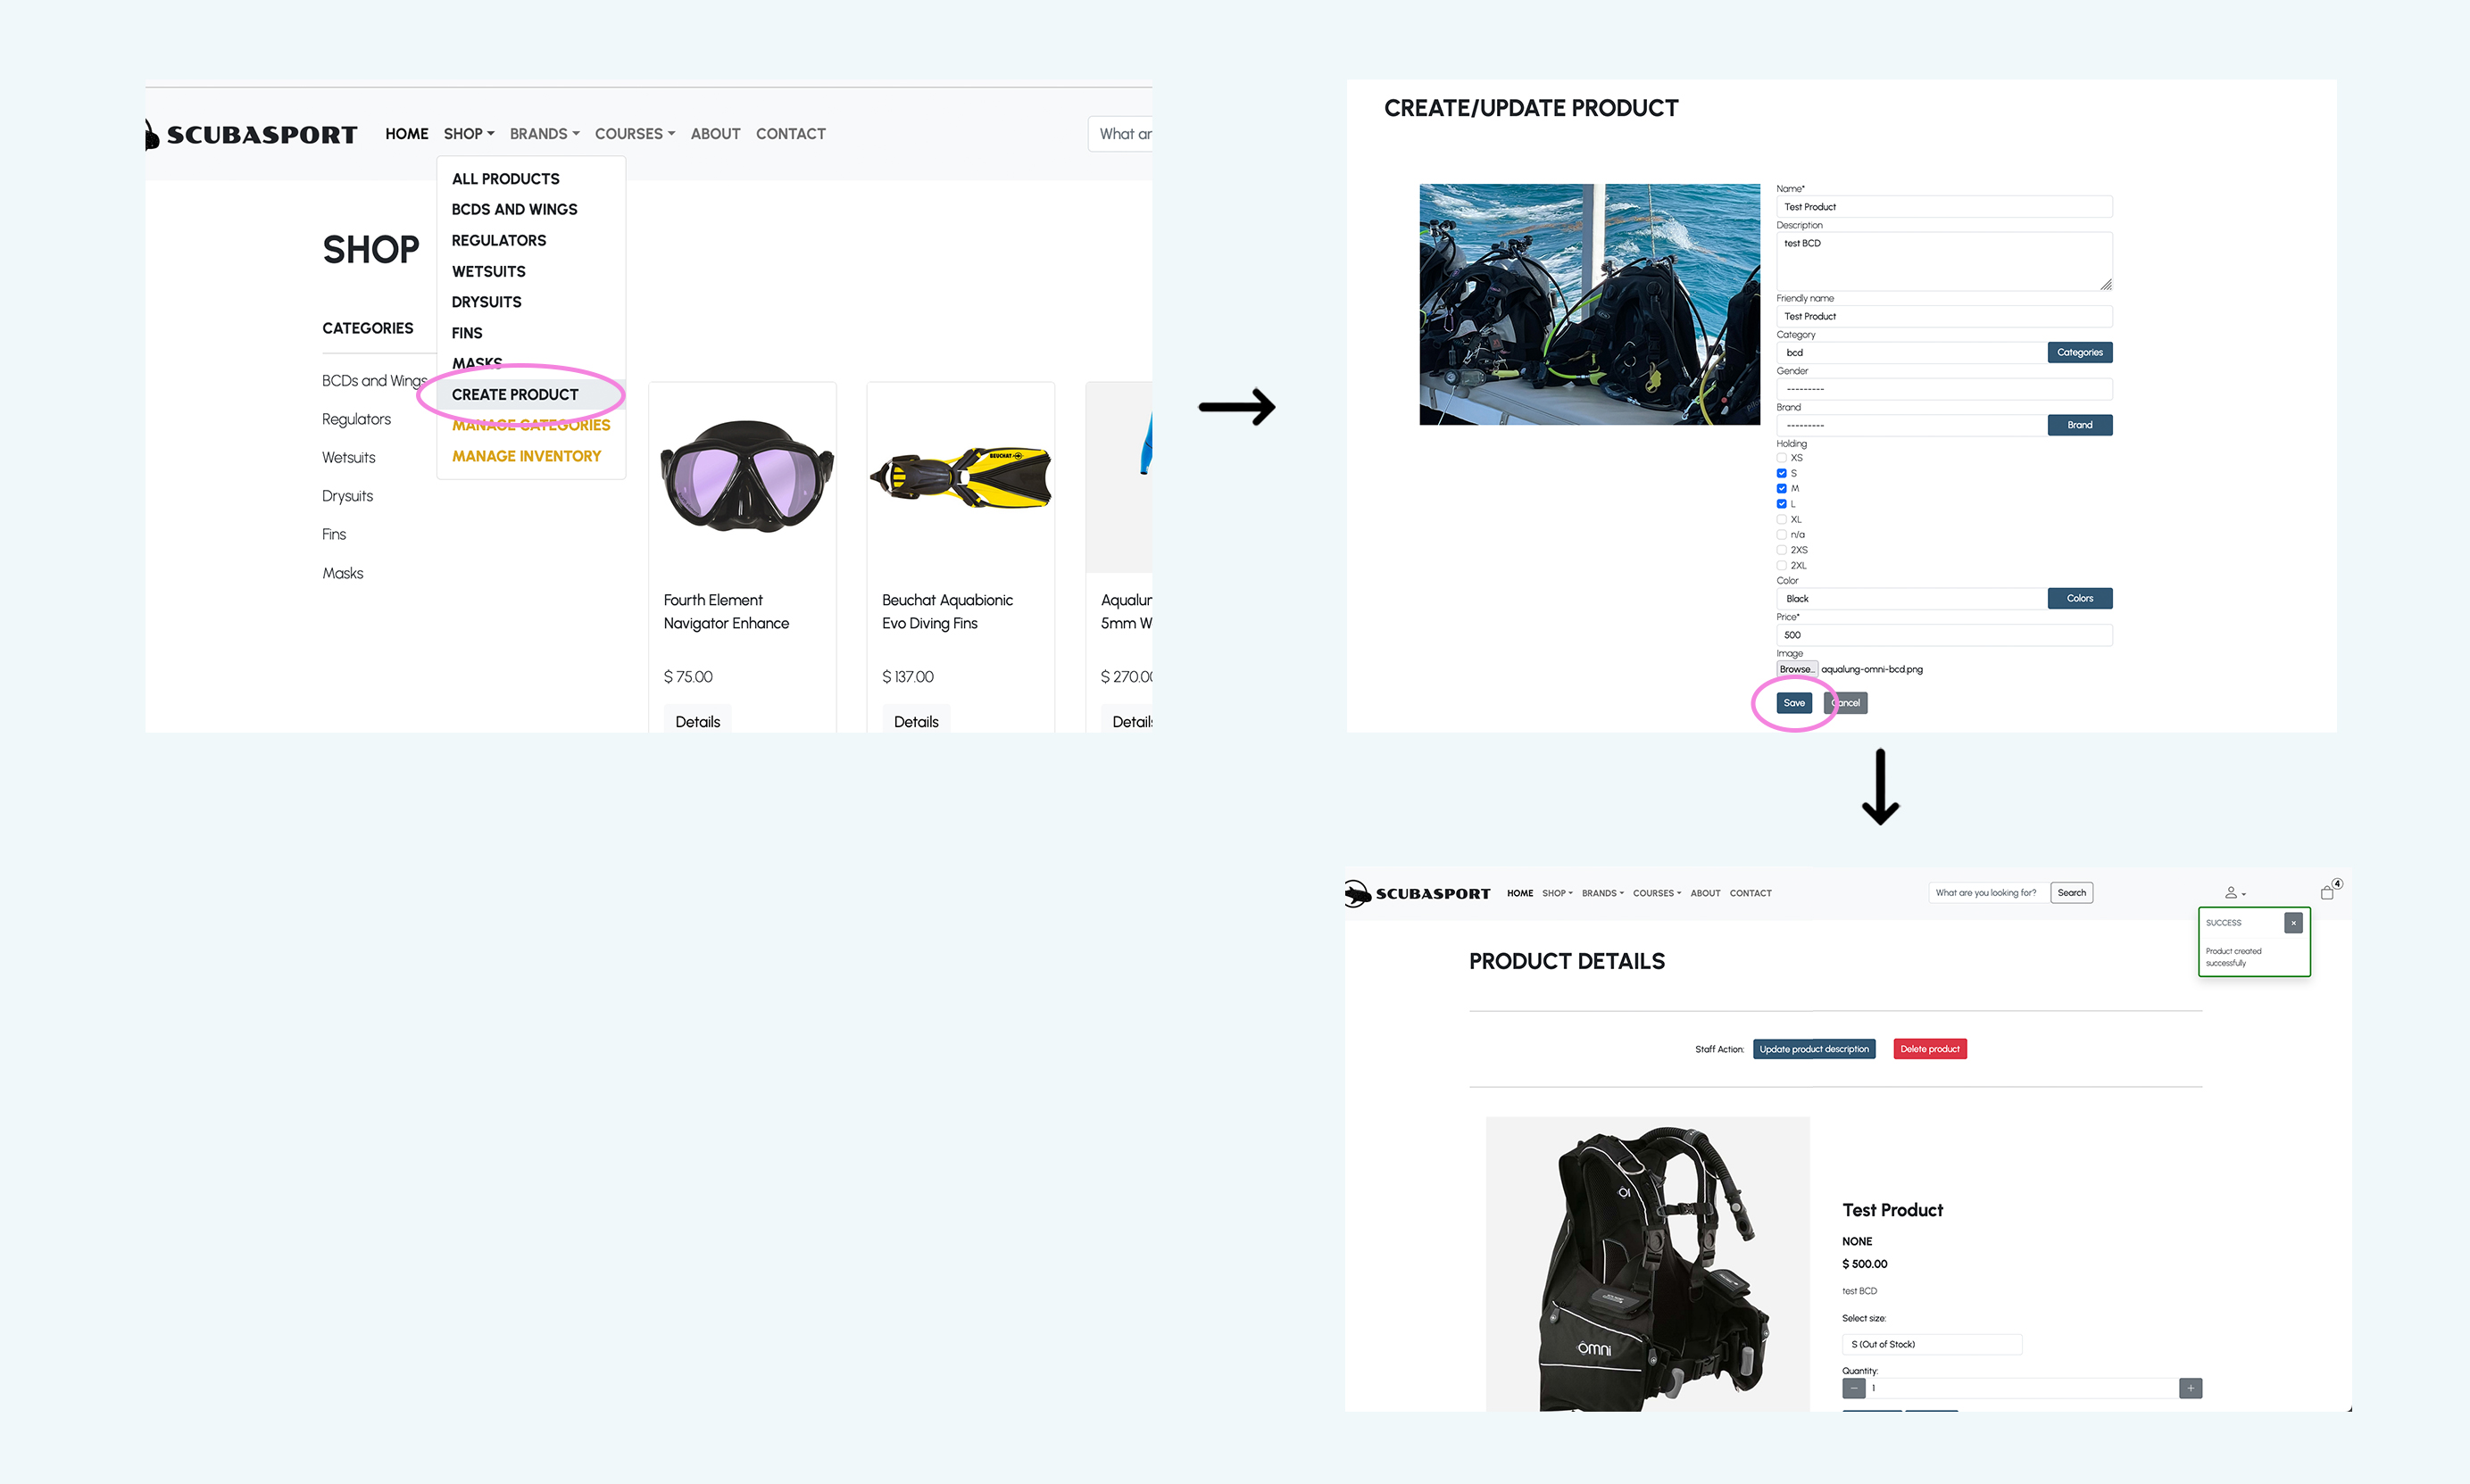 SCUBASPORT
HOME SHOP BRANDS COURSES ABOUT CONTACT
What ar
ALL PRODUCTS
BCDS AND WINGS
REGULATORS
WETSUITS
DRYSUITS
FINS
MASKS
CREATE PRODUCT
MANAGE CATEGORIES
MANAGE INVENTORY
SHOP
CATEGORIES
BCDs and Wings
Regulators
Wetsuits
Drysuits
Fins
Masks
Fourth Element
Navigator Enhance
$ 75.00
Details
BEUCHAT
Beuchat Aquabionic
Evo Diving Fins
$ 137.00
Details
Aqualun
5mm W
$ 270.00
Details
CREATE/UPDATE PRODUCT
Name*
Test Product
Description
test BCD
Friendly name
Test Product
Category
bcd
Categories
Gender
---------
Brand
---------
Brand
Holding
XS
S
M
L
XL
n/a
2XS
2XL
Color
Black
Colors
Price*
500
Image
Browse... aqualung-omni-bcd.png
Save Cancel
SCUBASPORT
HOME SHOP BRANDS COURSES ABOUT CONTACT
What are you looking for? Search
4
SUCCESS ×
Product created
successfully
PRODUCT DETAILS
Staff Action: Update product description Delete product
omni
Test Product
NONE
$ 500.00
test BCD
Select size:
S (Out of Stock)
Quantity:
− 1 +